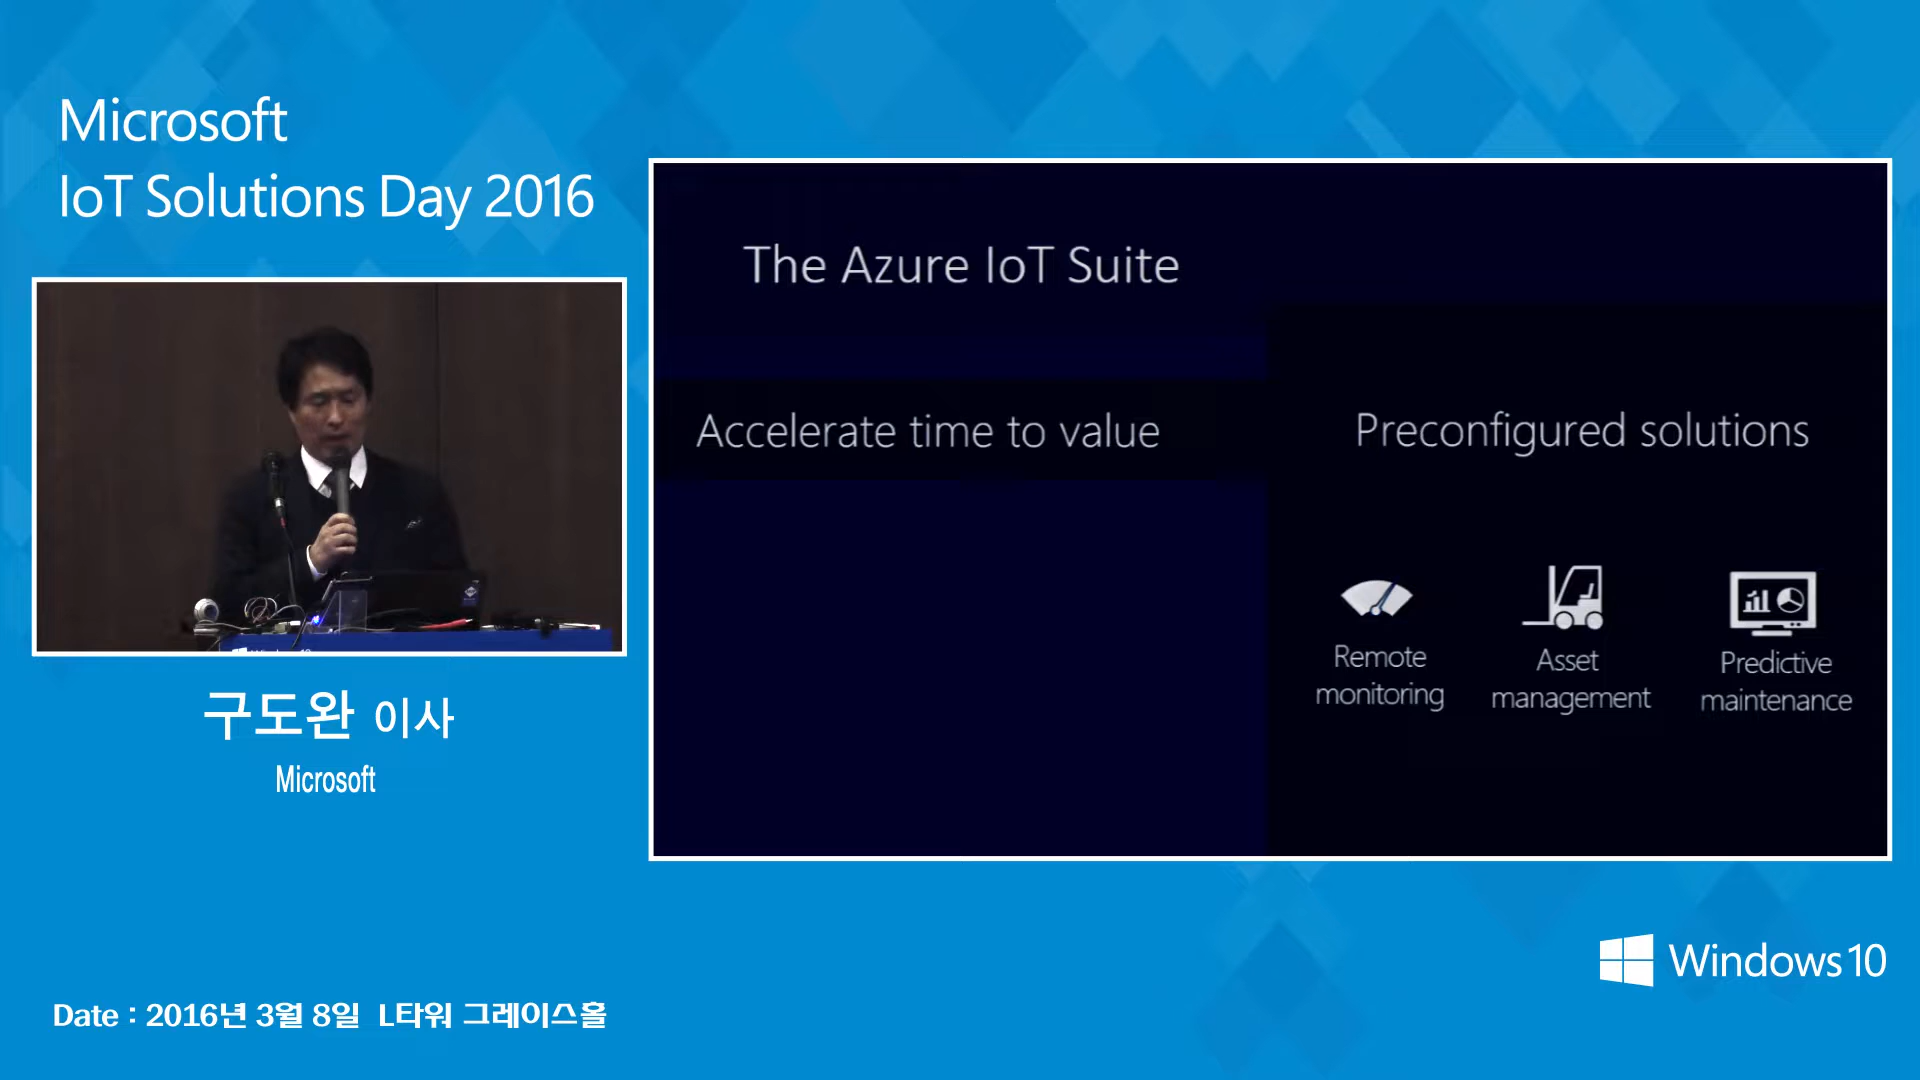 Microsoft
IoT Solutions Day 2016
구도완 이사
Microsoft
The Azure IoT Suite
Accelerate time to value
Preconfigured solutions
Remote
monitoring
Asset
management
Predictive
maintenance
Windows 10
Date : 2016년 3월 8일 L타워 그레이스홀